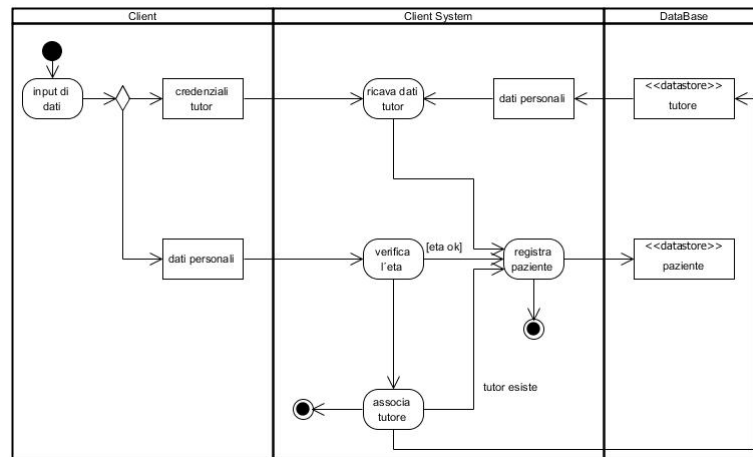 Client
Client System
DataBase
input di
dati
credenziali
tutor
ricava dati
tutor
dati personali
<<datastore>>
tutore
dati personali
verifica
l´eta
[eta ok]
registra
paziente
<<datastore>>
paziente
tutor esiste
associa
tutore